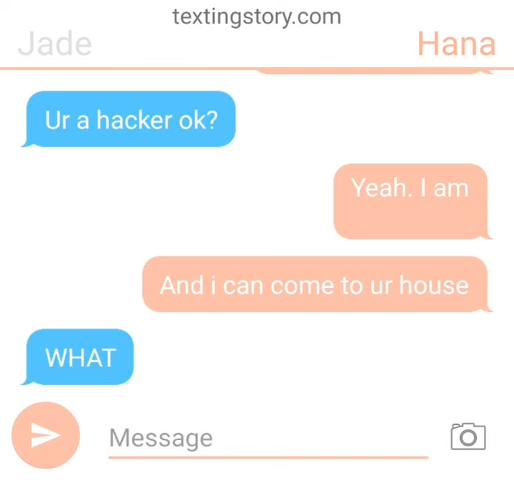 textingstory.com
Jade
Hana
Ur a hacker ok?
Yeah. I am
And i can come to ur house
WHAT
Message